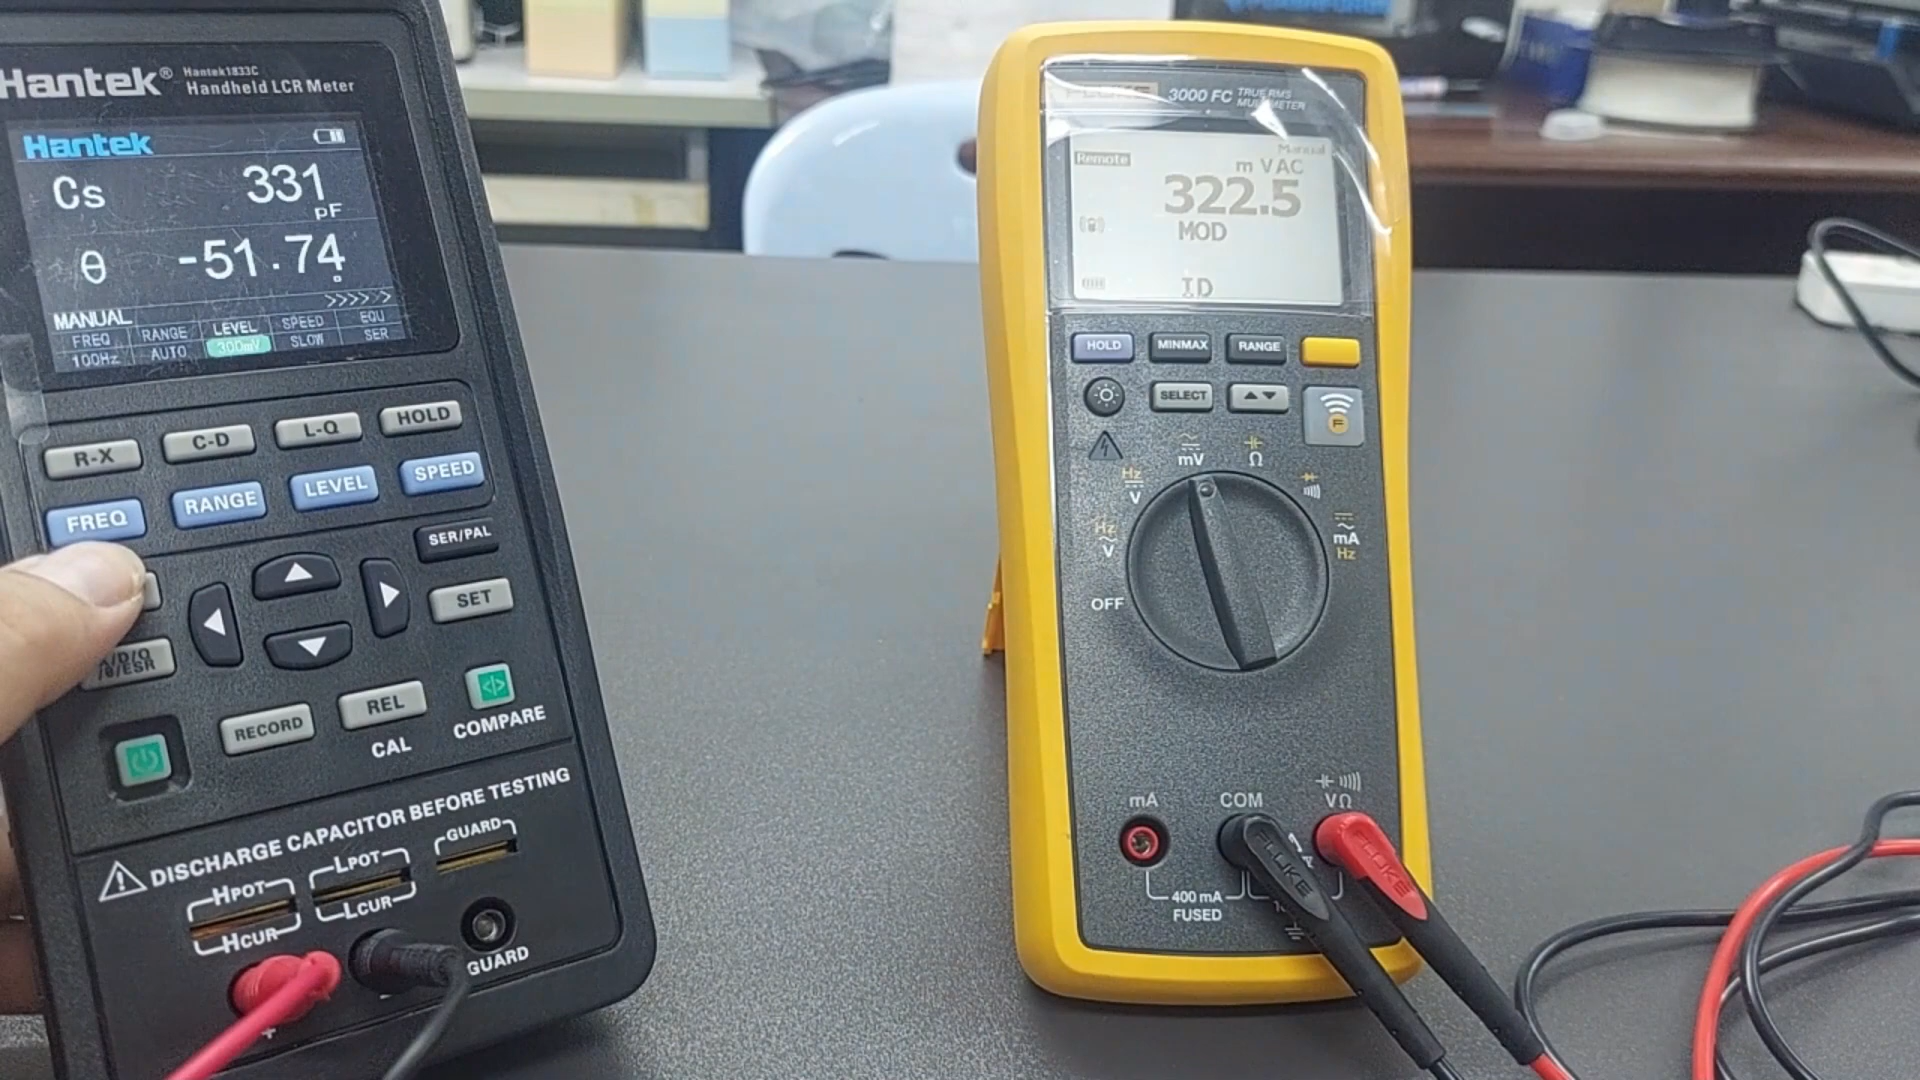 Hantek® Hantek1833C
Handheld LCR Meter
Hantek
Cs 331
pF
θ -51.74
°
>>>>>
MANUAL
FREQ RANGE LEVEL SPEED EQU
100Hz AUTO 300mV SLOW SER
R-X C-D L-Q HOLD
FREQ RANGE LEVEL SPEED
SER/PAL
SET
/θ/ESR
RECORD REL
CAL COMPARE
DISCHARGE CAPACITOR BEFORE TESTING
HPOT LPOT GUARD
HCUR LCUR
GUARD
+
FLUKE 3000 FC TRUE RMS
MULTIMETER
Remote Manual
m VAC
322.5
MOD
ID
HOLD MINMAX RANGE
SELECT
F
mV Ω
Hz
V
Hz
V
mA
Hz
OFF
mA COM VΩ
FLUKE FLUKE
400 mA
FUSED